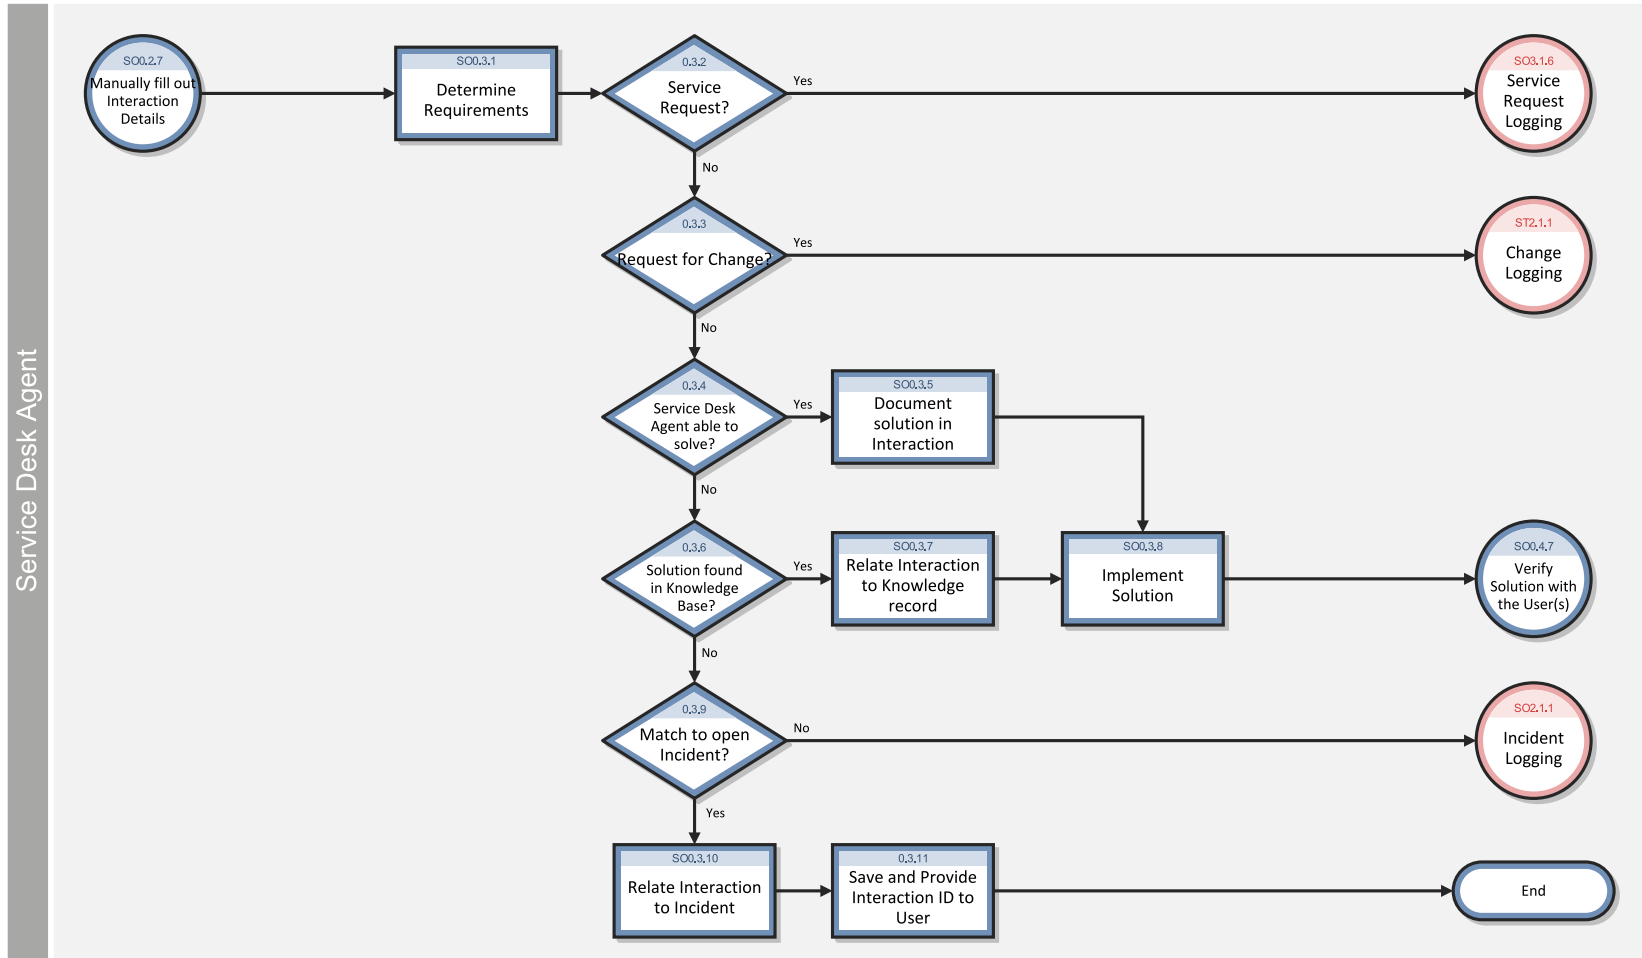 Service Desk Agent
SO0.2.7
Manually fill out
Interaction
Details
SO0.3.1
Determine
Requirements
0.3.2
Service
Request?
Yes
No
SO3.1.6
Service
Request
Logging
0.3.3
Request for Change?
Yes
No
ST2.1.1
Change
Logging
0.3.4
Service Desk
Agent able to
solve?
Yes
No
SO0.3.5
Document
solution in
Interaction
0.3.6
Solution found
in Knowledge
Base?
Yes
No
SO0.3.7
Relate Interaction
to Knowledge
record
SO0.3.8
Implement
Solution
SO0.4.7
Verify
Solution with
the User(s)
0.3.9
Match to open
Incident?
No
Yes
SO2.1.1
Incident
Logging
SO0.3.10
Relate Interaction
to Incident
0.3.11
Save and Provide
Interaction ID to
User
End